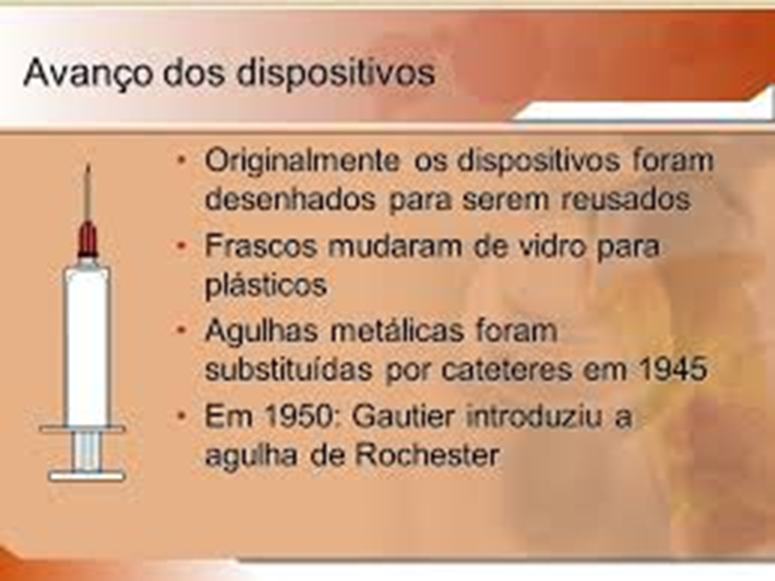 Avanço dos dispositivos
• Originalmente os dispositivos foram
desenhados para serem reusados
• Frascos mudaram de vidro para
plásticos
• Agulhas metálicas foram
substituídas por cateteres em 1945
• Em 1950: Gautier introduziu a
agulha de Rochester